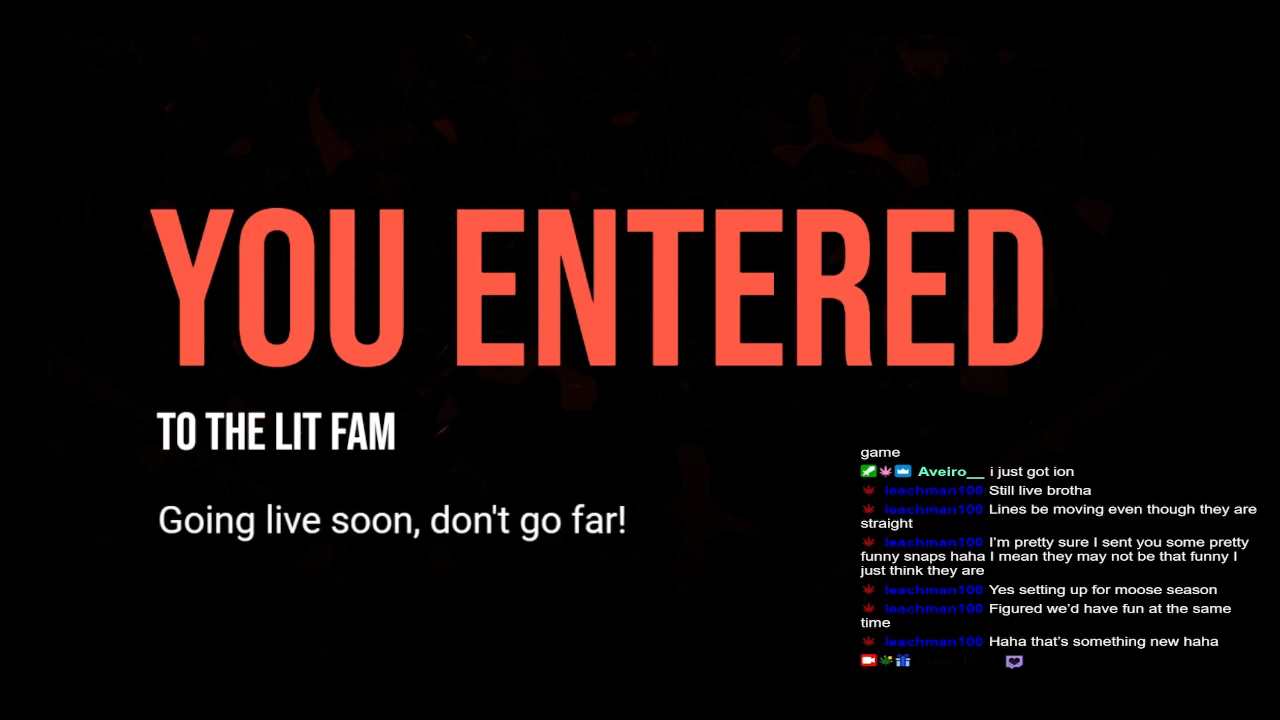 YOU ENTERED
TO THE LIT FAM
Going live soon, don't go far!
game
Aveiro__ i just got ion
leachman100 Still live brotha
leachman100 Lines be moving even though they are
straight
leachman100 I'm pretty sure I sent you some pretty
funny snaps haha I mean they may not be that funny I
just think they are
leachman100 Yes setting up for moose season
leachman100 Figured we'd have fun at the same
time
leachman100 Haha that's something new haha